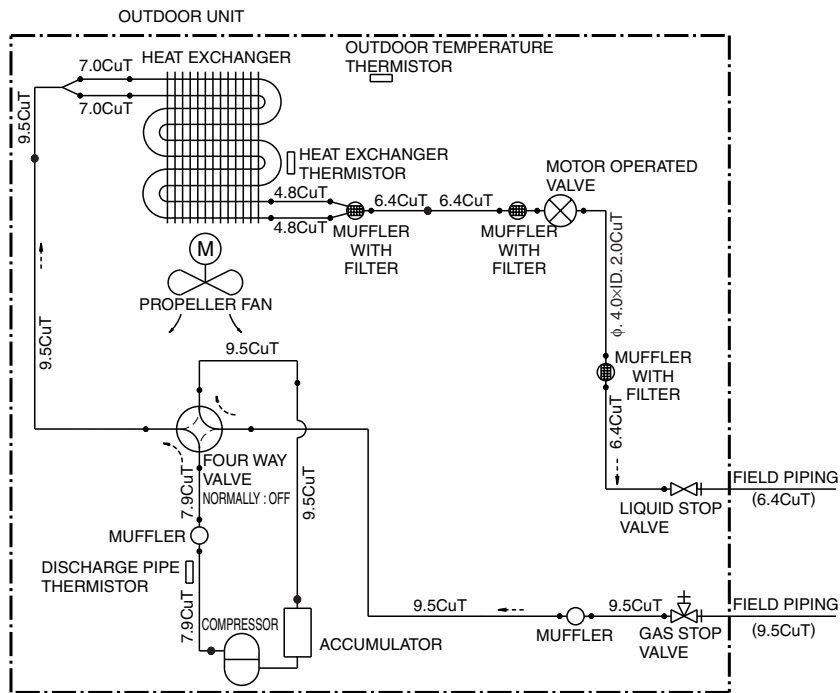 OUTDOOR UNIT
HEAT EXCHANGER
OUTDOOR TEMPERATURE
THERMISTOR
7.0CuT
7.0CuT
9.5CuT
HEAT EXCHANGER
THERMISTOR
MOTOR OPERATED
VALVE
4.8CuT
4.8CuT
6.4CuT
6.4CuT
MUFFLER
WITH
FILTER
MUFFLER
WITH
FILTER
M
PROPELLER FAN
ϕ. 4.0×ID. 2.0CuT
9.5CuT
9.5CuT
MUFFLER
WITH
FILTER
6.4CuT
FOUR WAY
VALVE
NORMALLY : OFF
7.9CuT
9.5CuT
FIELD PIPING
(6.4CuT)
LIQUID STOP
VALVE
MUFFLER
DISCHARGE PIPE
THERMISTOR
7.9CuT
COMPRESSOR
ACCUMULATOR
9.5CuT
9.5CuT
MUFFLER
GAS STOP
VALVE
FIELD PIPING
(9.5CuT)